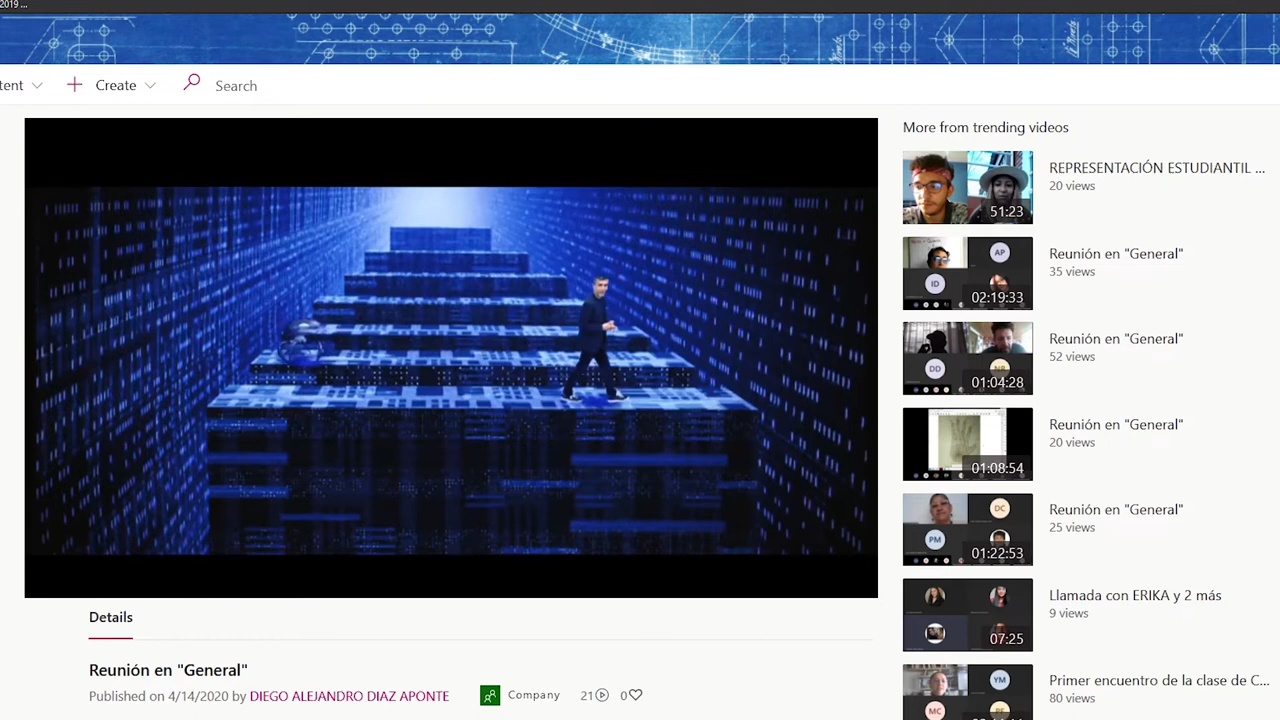 2019 ...
tent
Create
Search
More from trending videos
REPRESENTACIÓN ESTUDIANTIL ...
20 views
51:23
Reunión en "General"
35 views
AP
ID
02:19:33
Reunión en "General"
52 views
DD
NR
01:04:28
Reunión en "General"
20 views
01:08:54
Reunión en "General"
25 views
DC
PM
01:22:53
Llamada con ERIKA y 2 más
9 views
07:25
Primer encuentro de la clase de C...
80 views
YM
MC
Details
Reunión en "General"
Published on 4/14/2020 by DIEGO ALEJANDRO DIAZ APONTE
Company
21
0